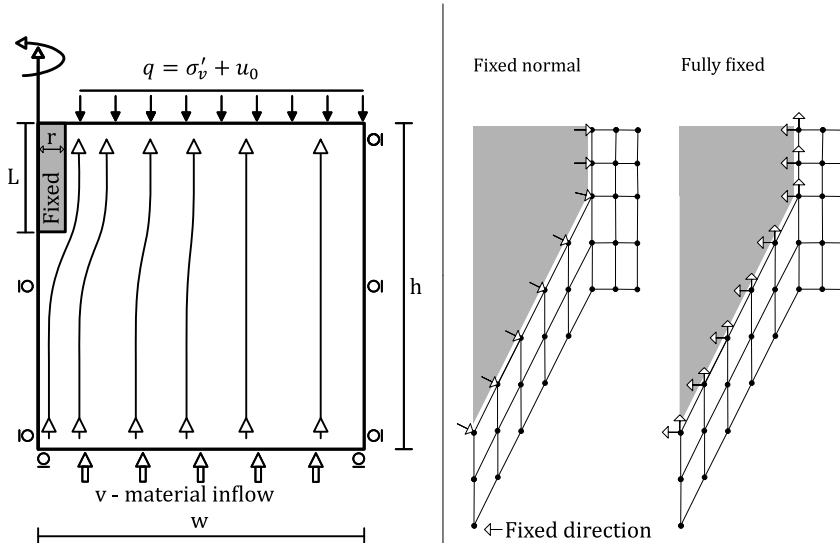 q = σ′ᵥ + u₀
r
L
Fixed
h
v - material inflow
w
Fixed normal
Fully fixed
Fixed direction